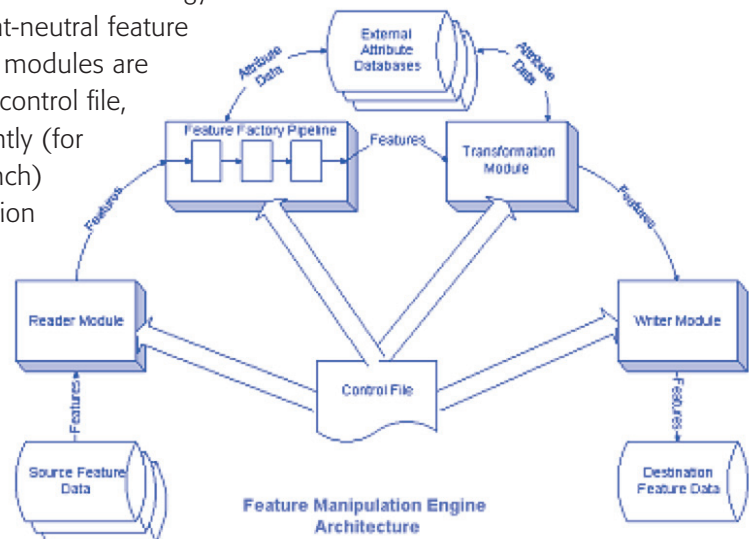 t-neutral feature
modules are
control file,
ntly (for
nch)
ion
External
Attribute
Databases
Attribute
Data
Attribute
Data
Feature Factory Pipeline
Features
Transformation
Module
Features
Features
Reader Module
Writer Module
Control File
Features
Features
Source Feature
Data
Destination
Feature Data
Feature Manipulation Engine
Architecture